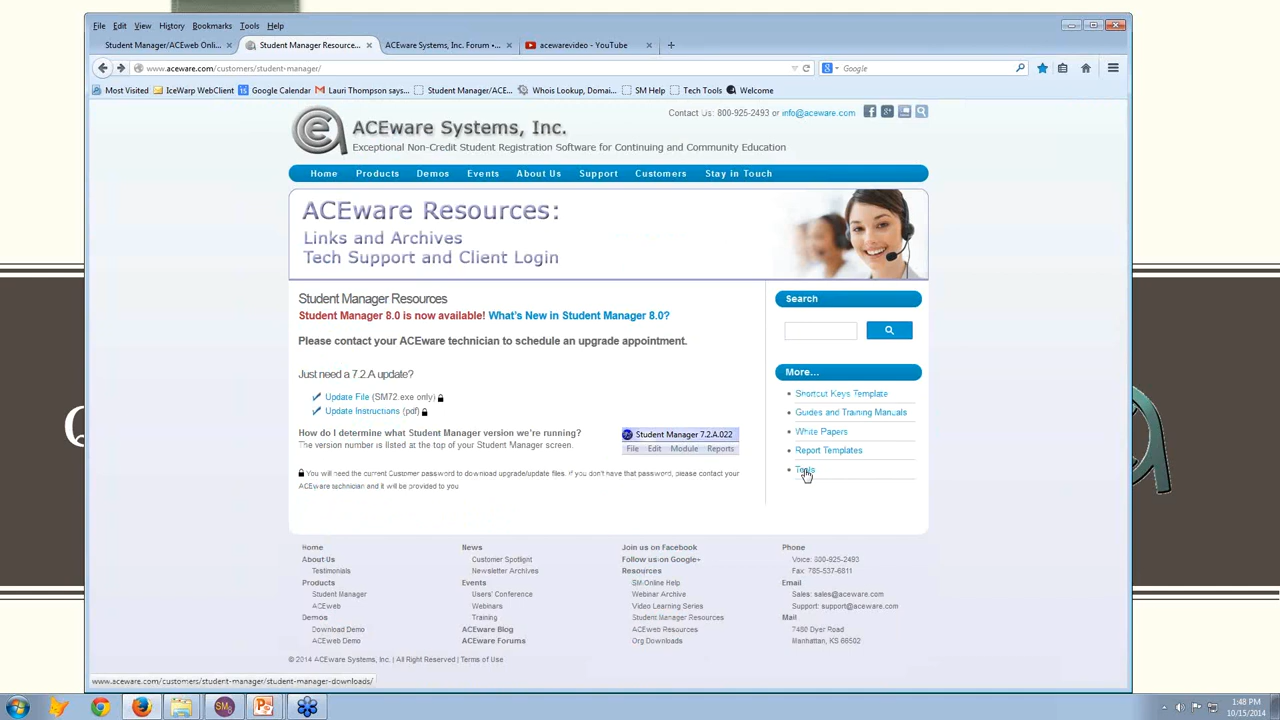 File Edit View History Bookmarks Tools Help
Student Manager/ACEweb Onli... Student Manager Resource... ACEware Systems, Inc. Forum •... acewarevideo - YouTube
www.aceware.com/customers/student-manager/
Google
Most Visited IceWarp WebClient Google Calendar Lauri Thompson says... Student Manager/ACE... Whois Lookup, Domai... SM Help Tech Tools Welcome
Contact Us: 800-925-2493 or info@aceware.com
ACEware Systems, Inc.
Exceptional Non-Credit Student Registration Software for Continuing and Community Education
Home Products Demos Events About Us Support Customers Stay in Touch
ACEware Resources:
Links and Archives
Tech Support and Client Login
Student Manager Resources
Student Manager 8.0 is now available! What's New in Student Manager 8.0?
Please contact your ACEware technician to schedule an upgrade appointment.
Just need a 7.2.A update?
Update File (SM72.exe only)
Update Instructions (pdf)
How do I determine what Student Manager version we're running?
The version number is listed at the top of your Student Manager screen.
Student Manager 7.2.A.022
File Edit Module Reports
You will need the current Customer password to download upgrade/update files. If you don't have that password, please contact your
ACEware technician and it will be provided to you
Search
More...
Shortcut Keys Template
Guides and Training Manuals
White Papers
Report Templates
Tools
Home
About Us
Testimonials
Products
Student Manager
ACEweb
Demos
Download Demo
ACEweb Demo
News
Customer Spotlight
Newsletter Archives
Events
Users' Conference
Webinars
Training
ACEware Blog
ACEware Forums
Join us on Facebook
Follow us on Google+
Resources
SM Online Help
Webinar Archive
Video Learning Series
Student Manager Resources
ACEweb Resources
Org Downloads
Phone
Voice: 800-925-2493
Fax: 785-537-6811
Email
Sales: sales@aceware.com
Support: support@aceware.com
Mail
7480 Dyer Road
Manhattan, KS 66502
© 2014 ACEware Systems, Inc. | All Right Reserved | Terms of Use
www.aceware.com/customers/student-manager/student-manager-downloads/
1:48 PM
10/15/2014